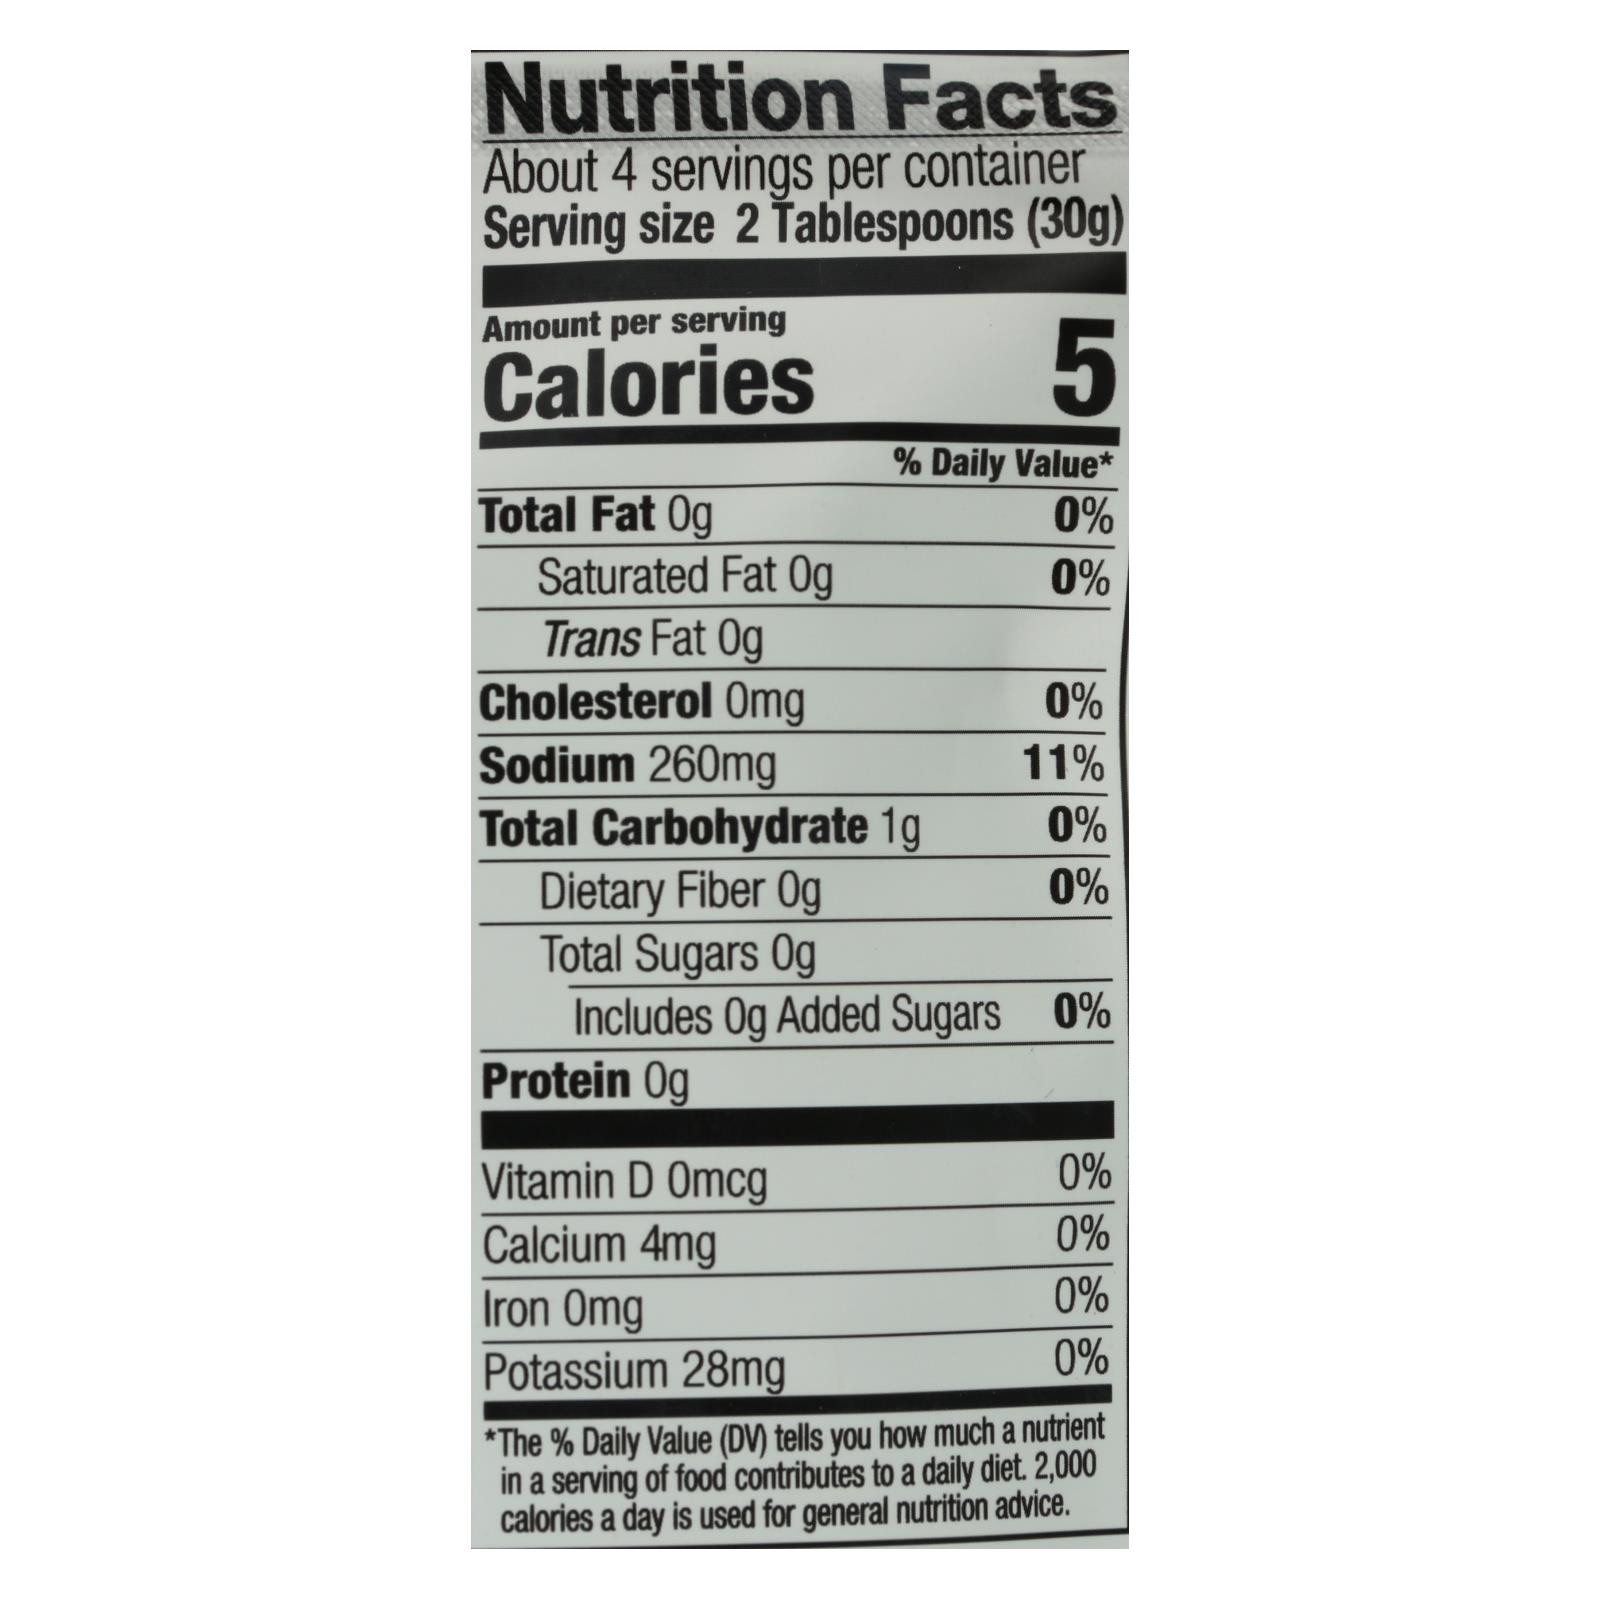 Nutrition Facts
About 4 servings per container
Serving size 2 Tablespoons (30g)
Amount per serving
Calories 5
% Daily Value*
Total Fat 0g 0%
Saturated Fat 0g 0%
Trans Fat 0g
Cholesterol 0mg 0%
Sodium 260mg 11%
Total Carbohydrate 1g 0%
Dietary Fiber 0g 0%
Total Sugars 0g
Includes 0g Added Sugars 0%
Protein 0g
Vitamin D 0mcg 0%
Calcium 4mg 0%
Iron 0mg 0%
Potassium 28mg 0%
*The % Daily Value (DV) tells you how much a nutrient
in a serving of food contributes to a daily diet. 2,000
calories a day is used for general nutrition advice.